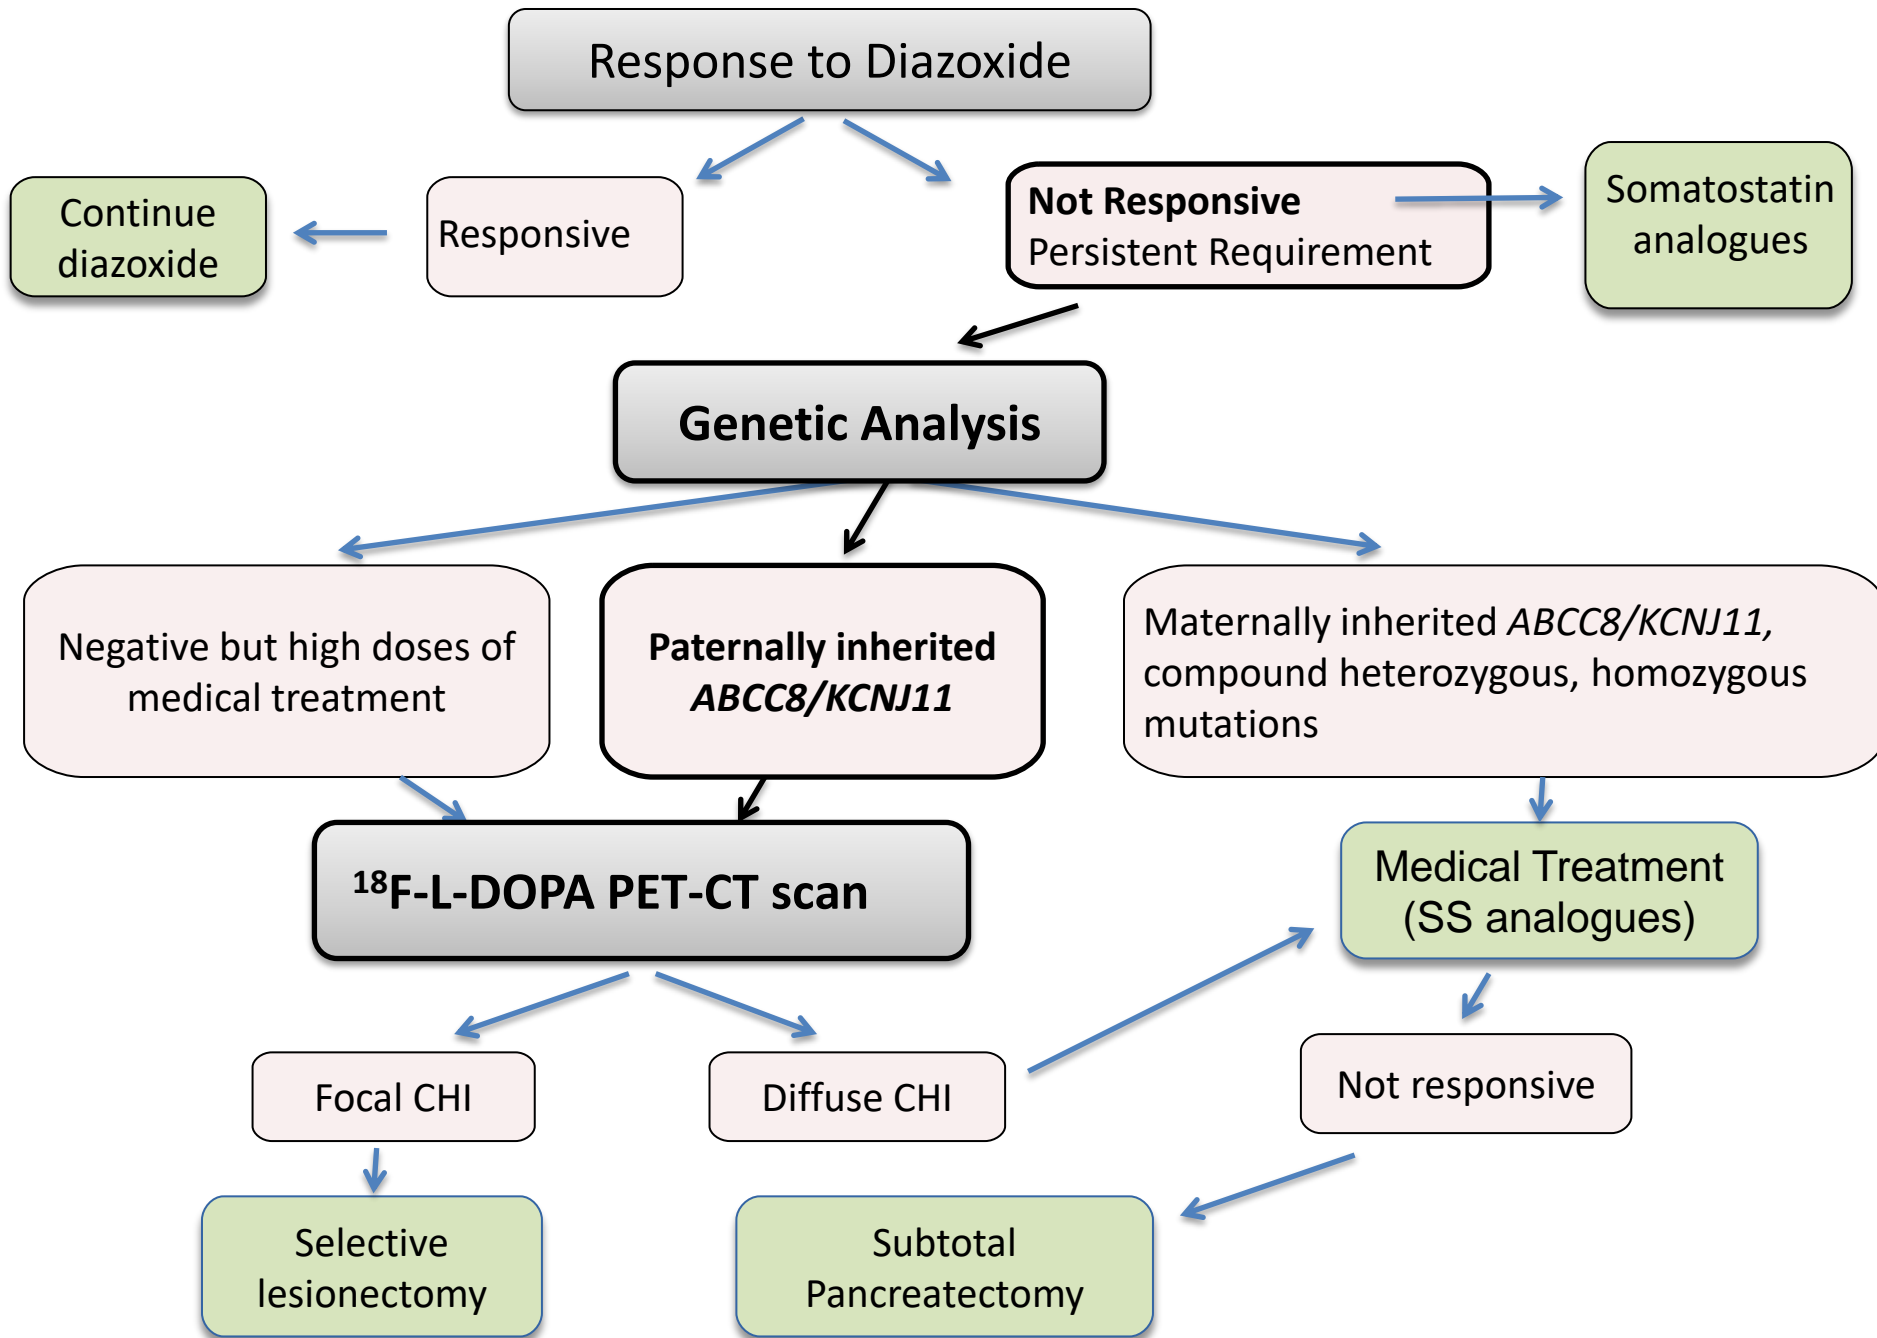 Response to Diazoxide
Continue
diazoxide
Responsive
Not Responsive
Persistent Requirement
Somatostatin
analogues
Genetic Analysis
Negative but high doses of
medical treatment
Paternally inherited
ABCC8/KCNJ11
Maternally inherited ABCC8/KCNJ11,
compound heterozygous, homozygous
mutations
¹⁸F-L-DOPA PET-CT scan
Medical Treatment
(SS analogues)
Focal CHI
Diffuse CHI
Not responsive
Selective
lesionectomy
Subtotal
Pancreatectomy